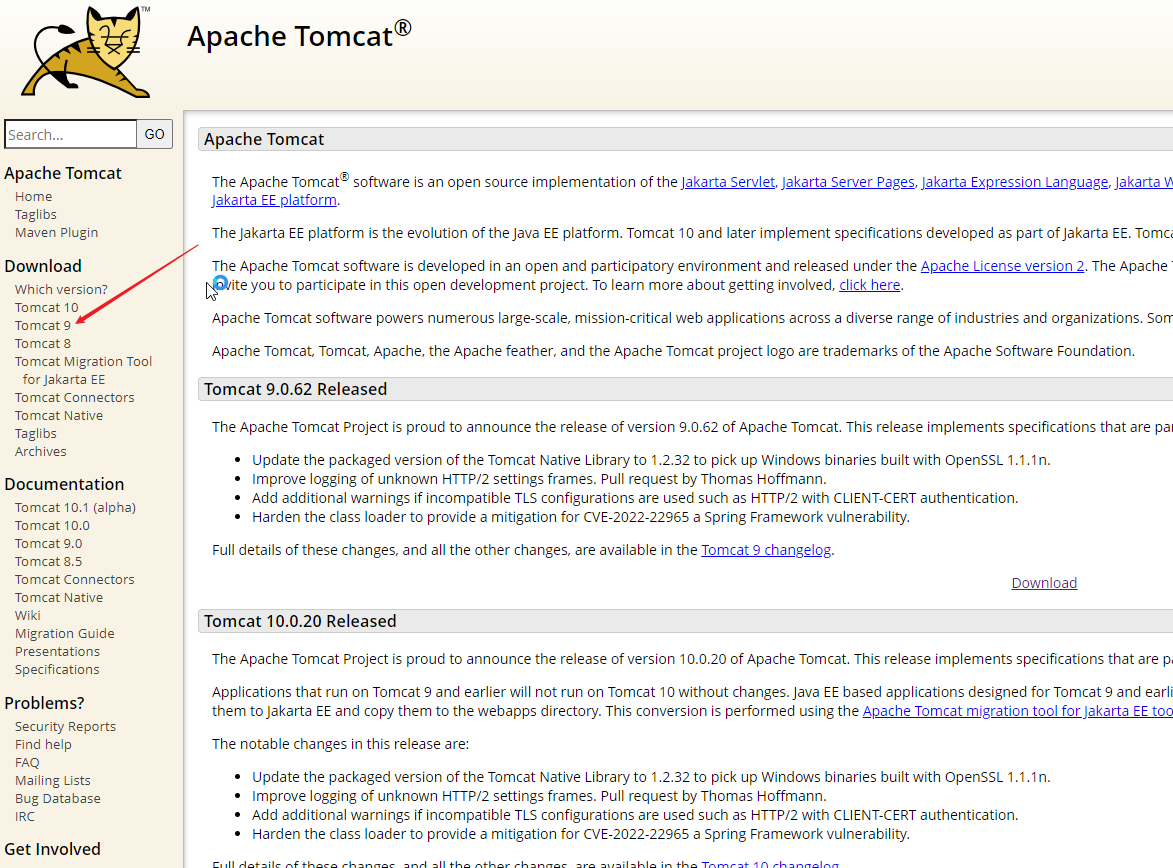 TM
Apache Tomcat®
Search...
GO
Apache Tomcat
Home
Taglibs
Maven Plugin
Download
Which version?
Tomcat 10
Tomcat 9
Tomcat 8
Tomcat Migration Tool
for Jakarta EE
Tomcat Connectors
Tomcat Native
Taglibs
Archives
Documentation
Tomcat 10.1 (alpha)
Tomcat 10.0
Tomcat 9.0
Tomcat 8.5
Tomcat Connectors
Tomcat Native
Wiki
Migration Guide
Presentations
Specifications
Problems?
Security Reports
Find help
FAQ
Mailing Lists
Bug Database
IRC
Get Involved
Apache Tomcat
The Apache Tomcat® software is an open source implementation of the Jakarta Servlet, Jakarta Server Pages, Jakarta Expression Language, Jakarta W
Jakarta EE platform.
The Jakarta EE platform is the evolution of the Java EE platform. Tomcat 10 and later implement specifications developed as part of Jakarta EE. Tomca
The Apache Tomcat software is developed in an open and participatory environment and released under the Apache License version 2. The Apache T
invite you to participate in this open development project. To learn more about getting involved, click here.
Apache Tomcat software powers numerous large-scale, mission-critical web applications across a diverse range of industries and organizations. Som
Apache Tomcat, Tomcat, Apache, the Apache feather, and the Apache Tomcat project logo are trademarks of the Apache Software Foundation.
Tomcat 9.0.62 Released
The Apache Tomcat Project is proud to announce the release of version 9.0.62 of Apache Tomcat. This release implements specifications that are pa
• Update the packaged version of the Tomcat Native Library to 1.2.32 to pick up Windows binaries built with OpenSSL 1.1.1n.
• Improve logging of unknown HTTP/2 settings frames. Pull request by Thomas Hoffmann.
• Add additional warnings if incompatible TLS configurations are used such as HTTP/2 with CLIENT-CERT authentication.
• Harden the class loader to provide a mitigation for CVE-2022-22965 a Spring Framework vulnerability.
Full details of these changes, and all the other changes, are available in the Tomcat 9 changelog.
Download
Tomcat 10.0.20 Released
The Apache Tomcat Project is proud to announce the release of version 10.0.20 of Apache Tomcat. This release implements specifications that are p
Applications that run on Tomcat 9 and earlier will not run on Tomcat 10 without changes. Java EE based applications designed for Tomcat 9 and earli
them to Jakarta EE and copy them to the webapps directory. This conversion is performed using the Apache Tomcat migration tool for Jakarta EE too
The notable changes in this release are:
• Update the packaged version of the Tomcat Native Library to 1.2.32 to pick up Windows binaries built with OpenSSL 1.1.1n.
• Improve logging of unknown HTTP/2 settings frames. Pull request by Thomas Hoffmann.
• Add additional warnings if incompatible TLS configurations are used such as HTTP/2 with CLIENT-CERT authentication.
• Harden the class loader to provide a mitigation for CVE-2022-22965 a Spring Framework vulnerability.
Full details of these changes, and all the other changes, are available in the Tomcat 10 changelog.